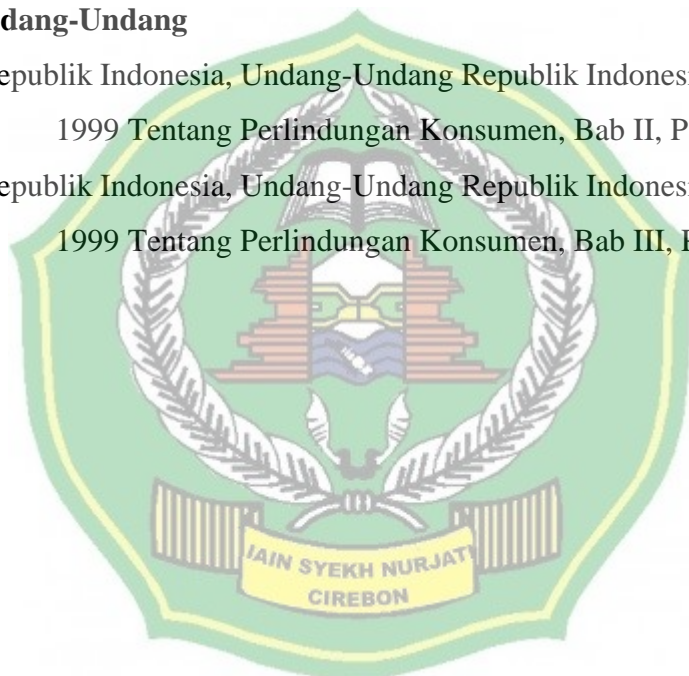 dang-Undang
epublik Indonesia, Undang-Undang Republik Indonesi
1999 Tentang Perlindungan Konsumen, Bab II, P
epublik Indonesia, Undang-Undang Republik Indonesi
1999 Tentang Perlindungan Konsumen, Bab III,
IAIN SYEKH NURJATI
CIREBON